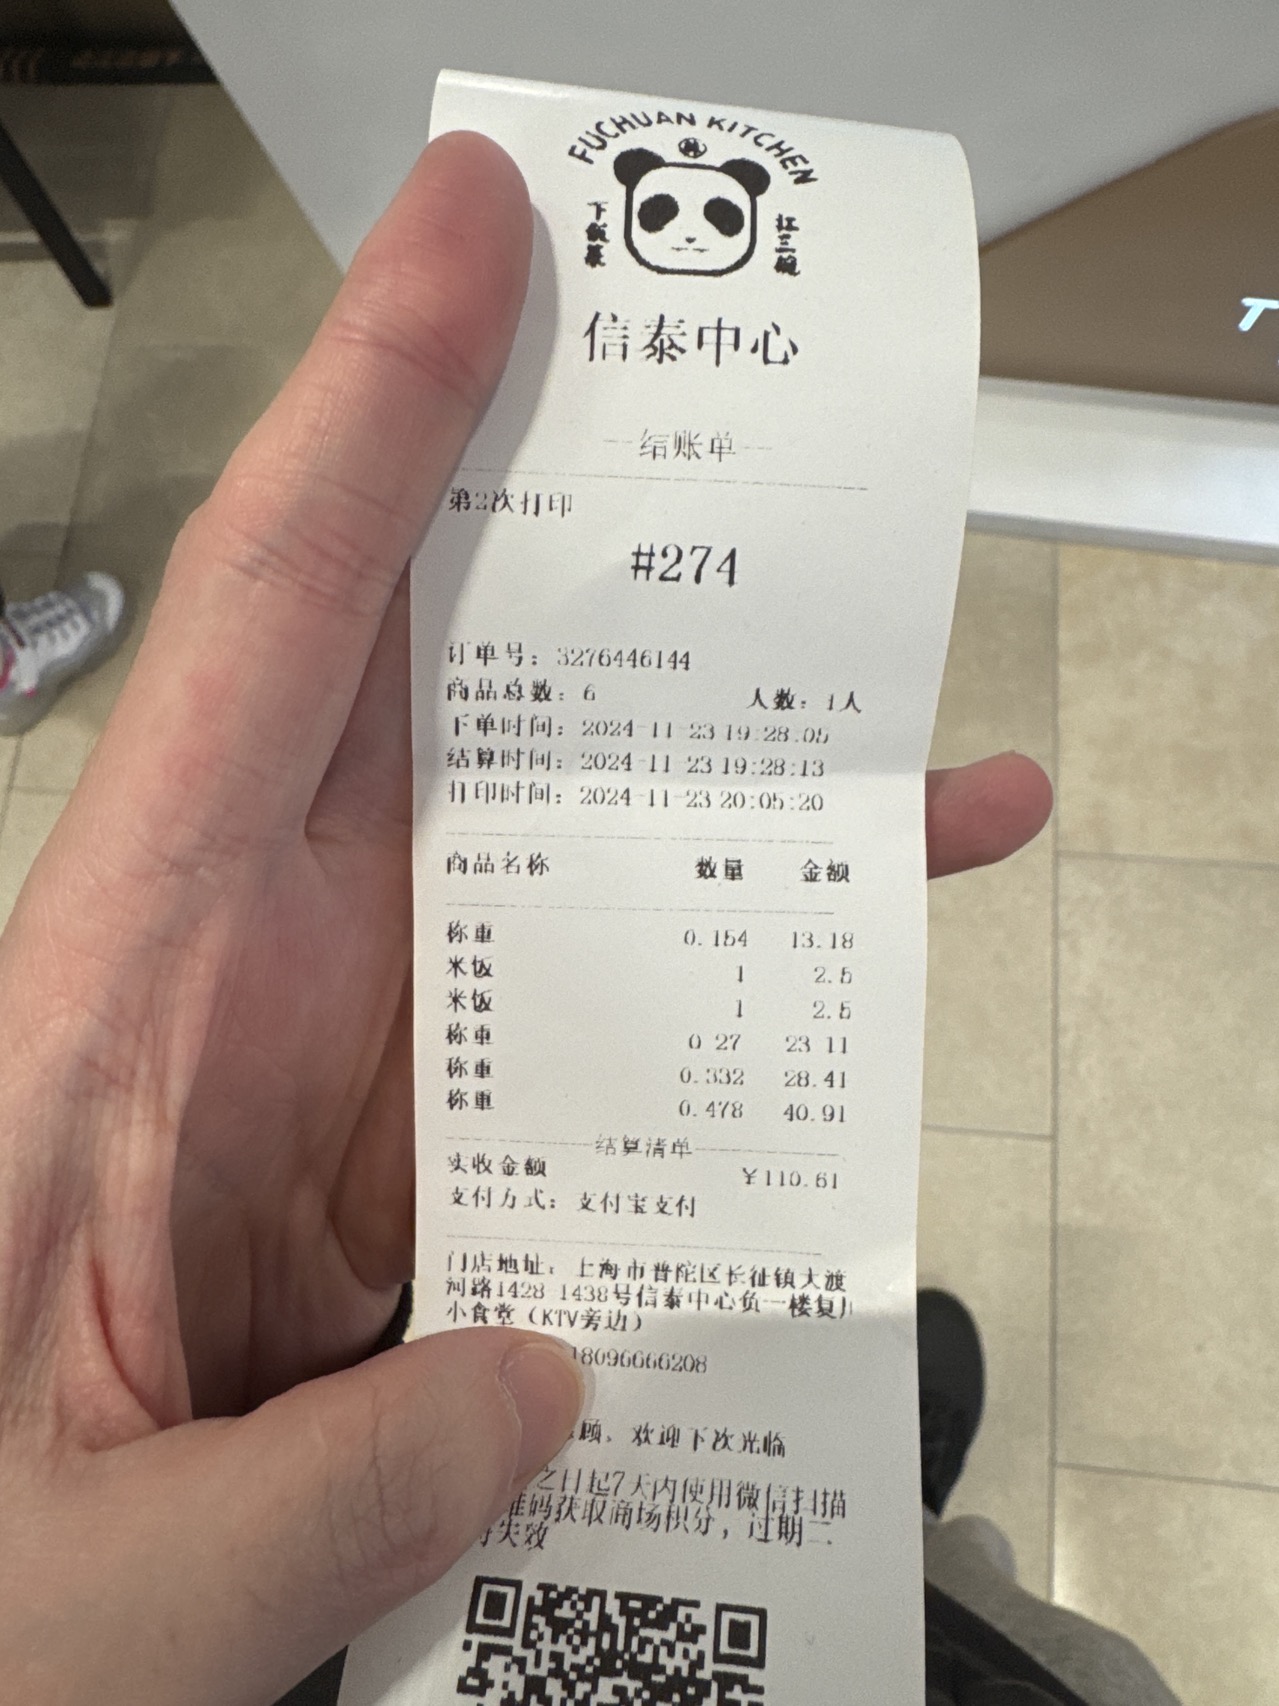 FUCHUAN KITCHEN
下饭菜
扛三碗
信泰中心
结账单
第2次打印
#274
订单号：3276446144
商品总数：6 人数：1人
下单时间：2024-11-23 19:28:05
结算时间：2024-11-23 19:28:13
打印时间：2024-11-23 20:05:20
商品名称 数量 金额
称重 0.154 13.18
米饭 1 2.5
米饭 1 2.5
称重 0.27 23.11
称重 0.332 28.41
称重 0.478 40.91
结算清单
实收金额 ￥110.61
支付方式：支付宝支付
门店地址：上海市普陀区长征镇大渡
河路1428-1438号信泰中心负一楼复川
小食堂（KTV旁边）
18096666208
顾，欢迎下次光临
之日起7天内使用微信扫描
维码获取商场积分，过期二
失效
T